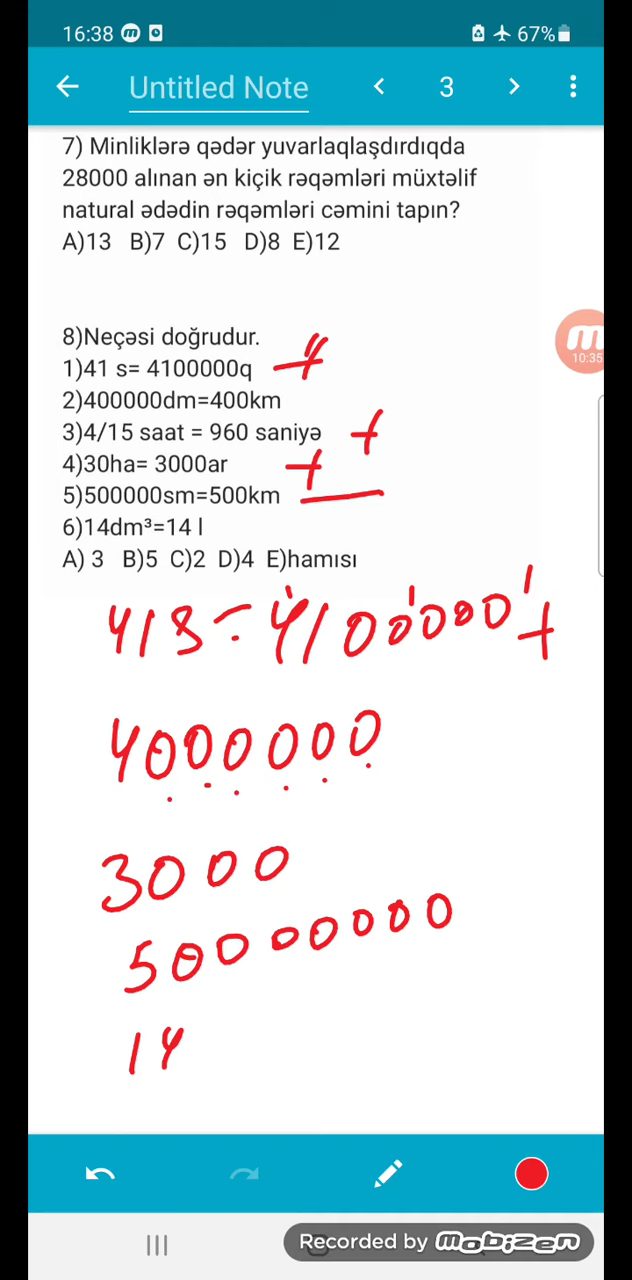 16:38 m 67%
Untitled Note < 3 >
7) Minliklərə qədər yuvarlaqlaşdırdıqda
28000 alınan ən kiçik rəqəmləri müxtəlif
natural ədədin rəqəmləri cəmini tapın?
A)13 B)7 C)15 D)8 E)12
8)Neçəsi doğrudur.
1)41 s= 4100000q
2)400000dm=400km
3)4/15 saat = 960 saniyə +
4)30ha= 3000ar +
5)500000sm=500km
6)14dm³=14 l
A) 3 B)5 C)2 D)4 E)hamısı
m
10:35
41s = 4100000 +
4000000
3000
50000000
14
Recorded by mobizen